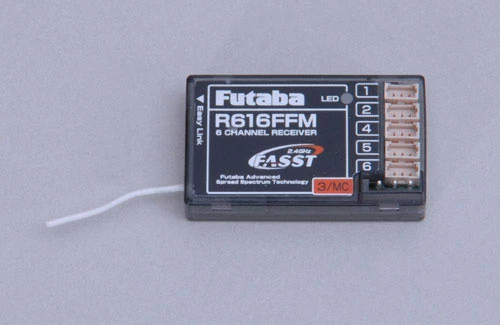 Futaba
LED
R616FFM
6 CHANNEL RECEIVER
Easy Link
2.4GHz
FASST
Futaba Advanced
Spread Spectrum Technology
1
2
4
5
6
3/MC